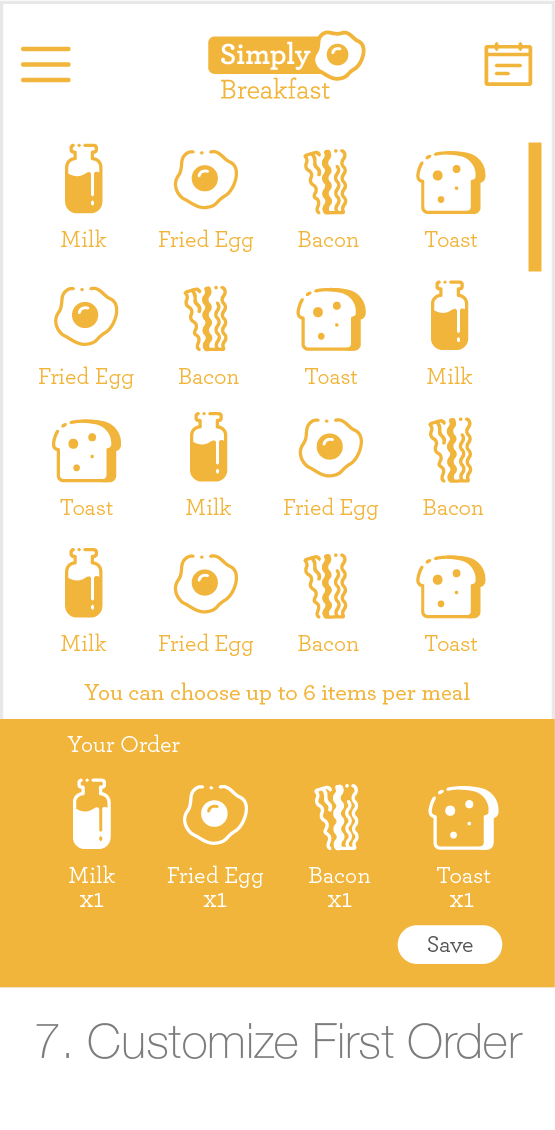 Simply
Breakfast
Milk Fried Egg Bacon Toast
Fried Egg Bacon Toast Milk
Toast Milk Fried Egg Bacon
Milk Fried Egg Bacon Toast
You can choose up to 6 items per meal
Your Order
Milk Fried Egg Bacon Toast
x1 x1 x1 x1
Save
7. Customize First Order